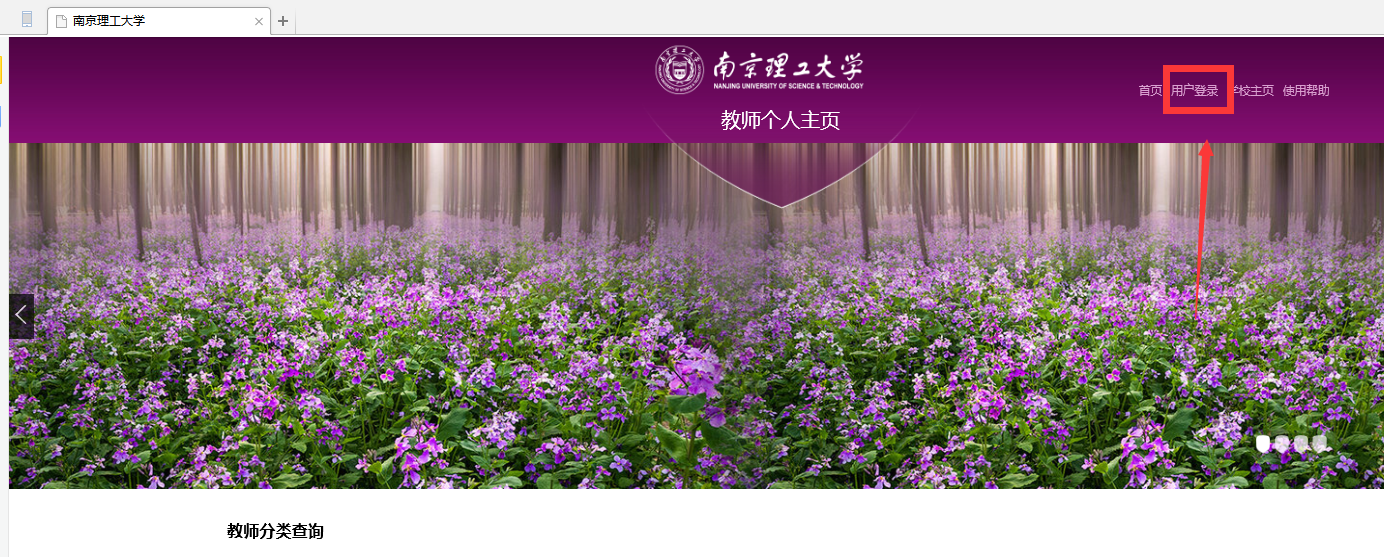 南京理工大学
南京理工大学
NANJING UNIVERSITY OF SCIENCE & TECHNOLOGY
教师个人主页
首页 用户登录 学校主页 使用帮助
教师分类查询